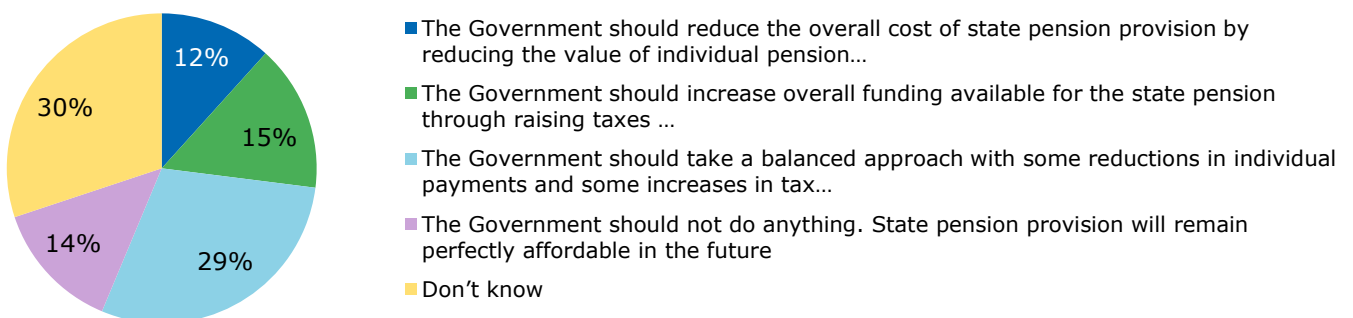 12%
15%
29%
14%
30%
The Government should reduce the overall cost of state pension provision by
reducing the value of individual pension…
The Government should increase overall funding available for the state pension
through raising taxes …
The Government should take a balanced approach with some reductions in individual
payments and some increases in tax…
The Government should not do anything. State pension provision will remain
perfectly affordable in the future
Don’t know